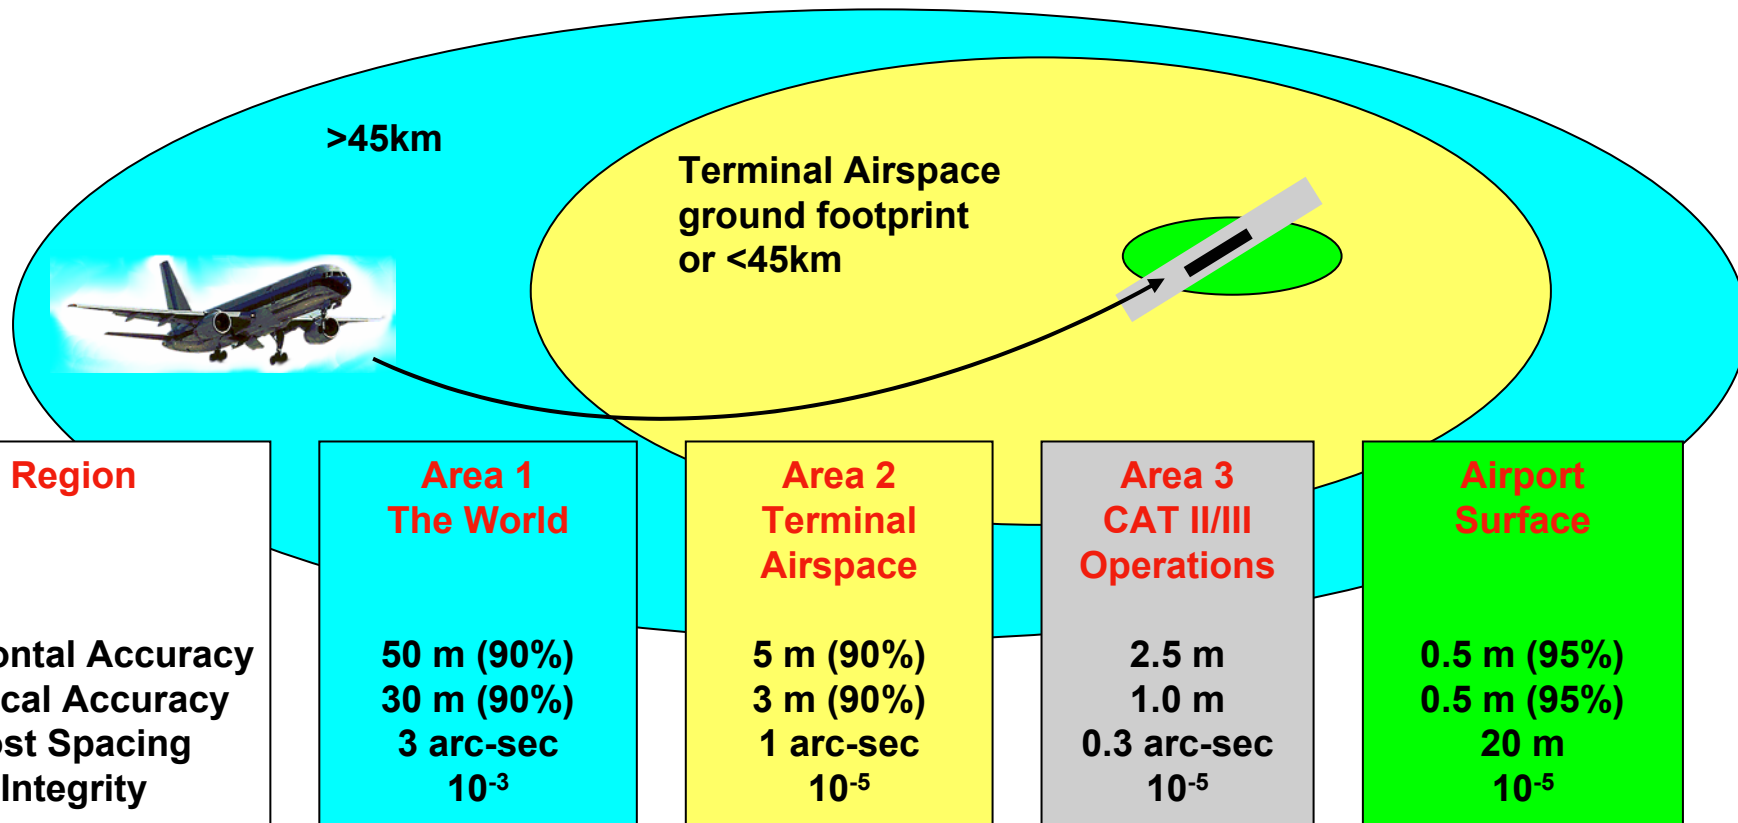 >45km
Terminal Airspace
ground footprint
or <45km
Region
Area 1
The World
Area 2
Terminal
Airspace
Area 3
CAT II/III
Operations
Airport
Surface
ontal Accuracy 50 m (90%) 5 m (90%) 2.5 m 0.5 m (95%)
cal Accuracy 30 m (90%) 3 m (90%) 1.0 m 0.5 m (95%)
ost Spacing 3 arc-sec 1 arc-sec 0.3 arc-sec 20 m
Integrity 10⁻³ 10⁻⁵ 10⁻⁵ 10⁻⁵